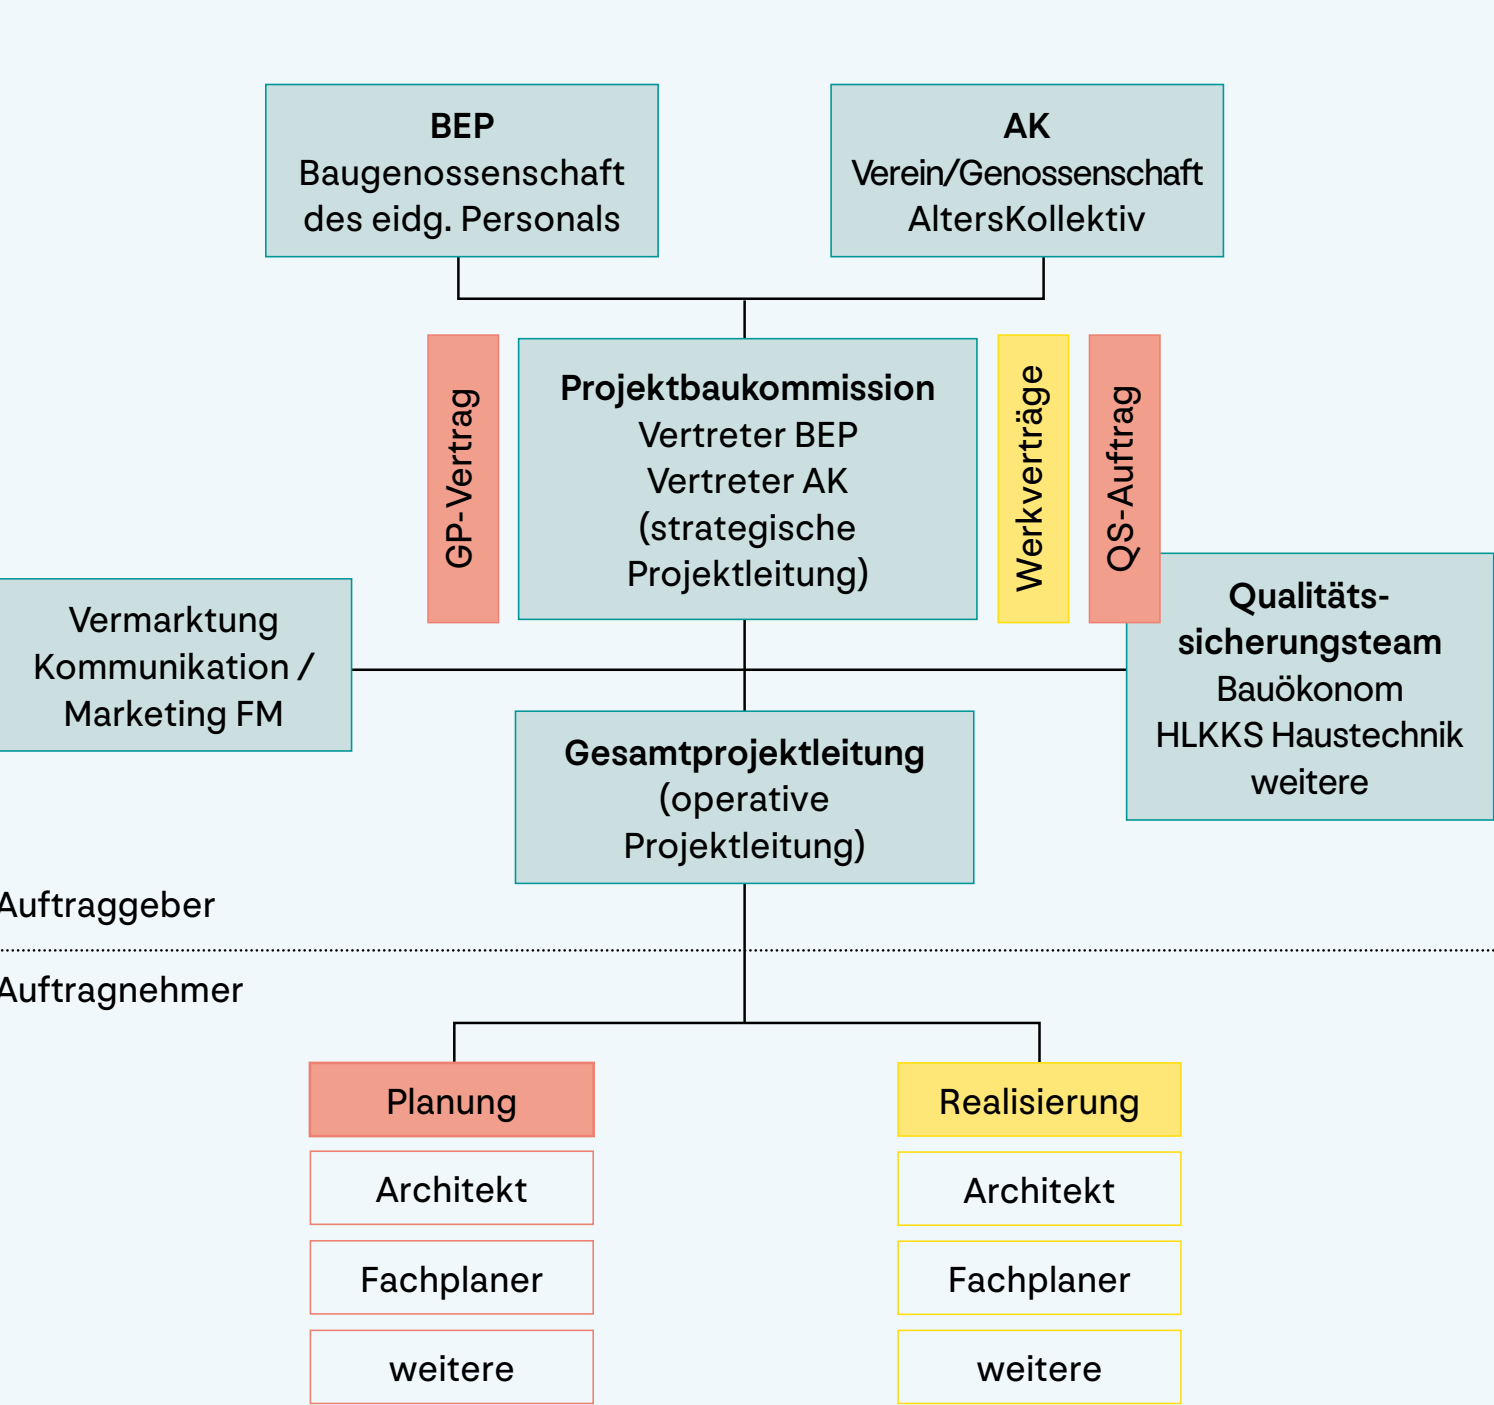 BEP
Baugenossenschaft
des eidg. Personals
AK
Verein/Genossenschaft
AltersKollektiv
GP-Vertrag
Projektbaukommission
Vertreter BEP
Vertreter AK
(strategische
Projektleitung)
Werkverträge
QS-Auftrag
Vermarktung
Kommunikation /
Marketing FM
Qualitäts-
sicherungsteam
Bauökonom
HLKKS Haustechnik
weitere
Gesamtprojektleitung
(operative
Projektleitung)
Auftraggeber
Auftragnehmer
Planung
Architekt
Fachplaner
weitere
Realisierung
Architekt
Fachplaner
weitere